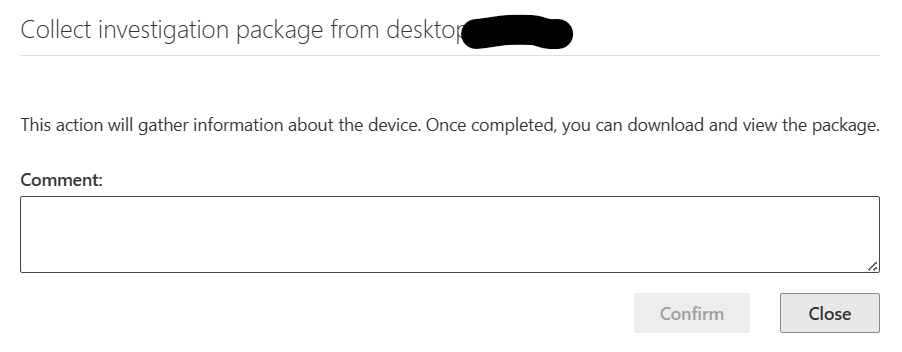 Collect investigation package from desktop
This action will gather information about the device. Once completed, you can download and view the package.
Comment:
Confirm
Close